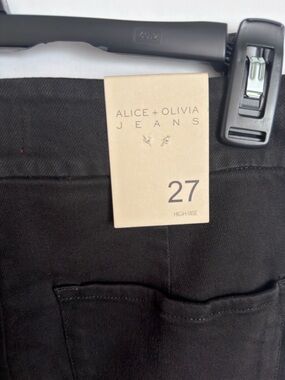 ALICE + OLIVIA
JEANS
27
HIGH RISE